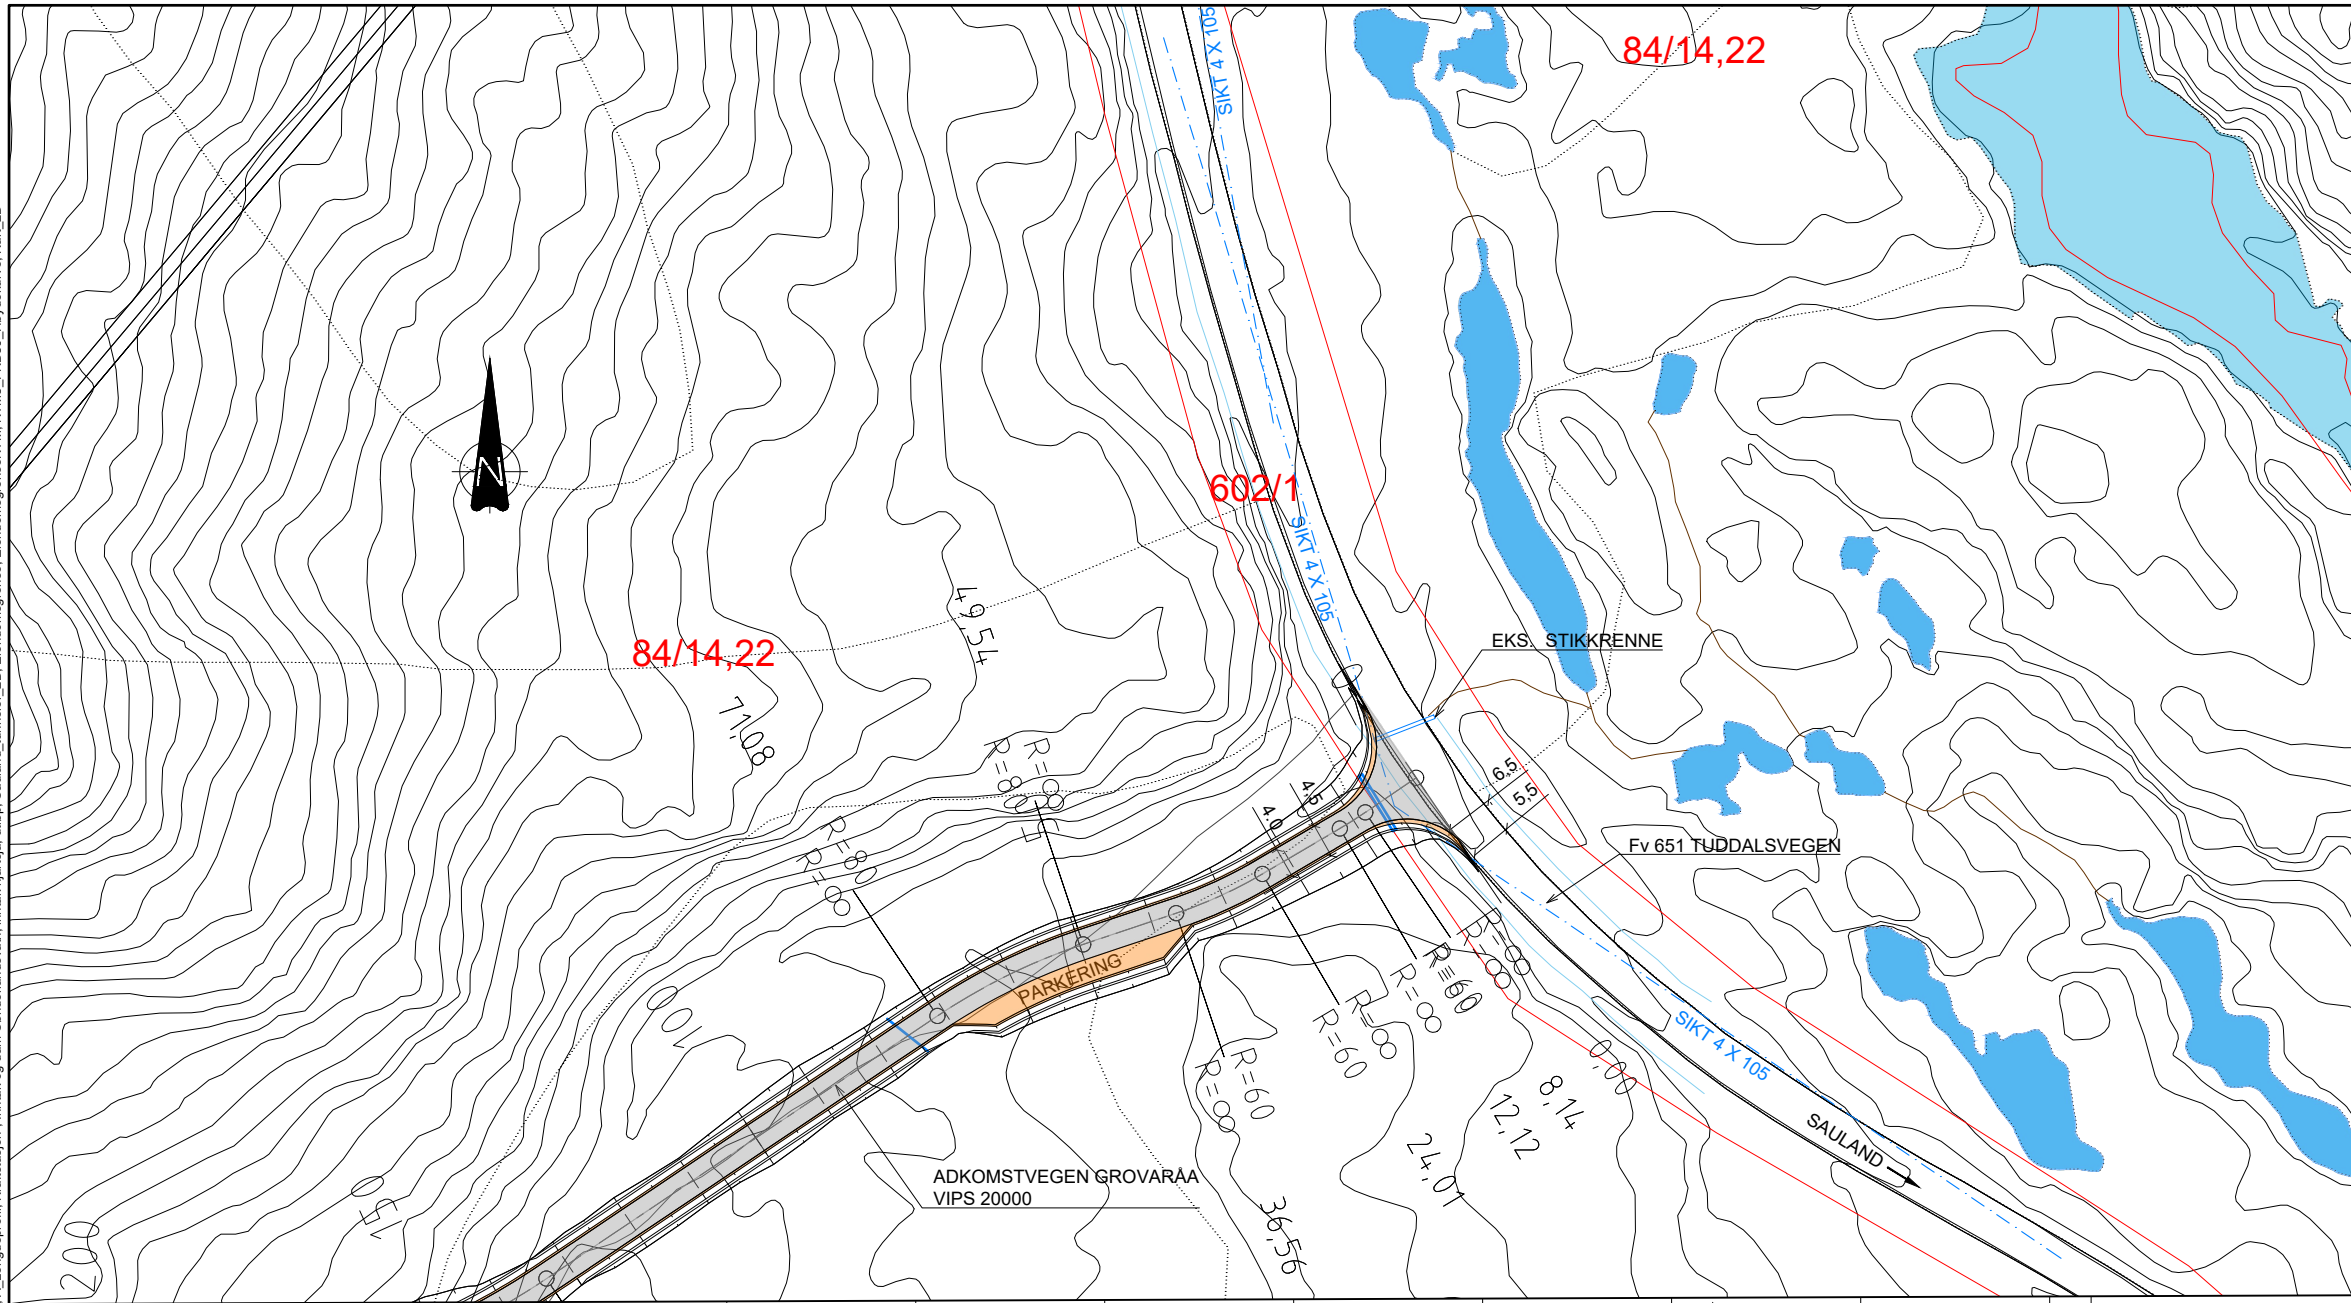 SIKT 4 X 105
84/14,22
N
602/1
SIKT 4 X 105
49,54
84/14,22
EKS. STIKKRENNE
71,08
0
R=∞
R=80
50
6,5
5,5
4,5
4,0
R=80
R=∞
Fv 651 TUDDALSVEGEN
PARKERING
R=∞
R=60
R=∞
R=∞
R=60
R=60
R=∞
100
SIKT 4 X 105
0,00
8,14
12,12
24,01
36,56
SAULAND
ADKOMSTVEGEN GROVARÅA
VIPS 20000
150
200